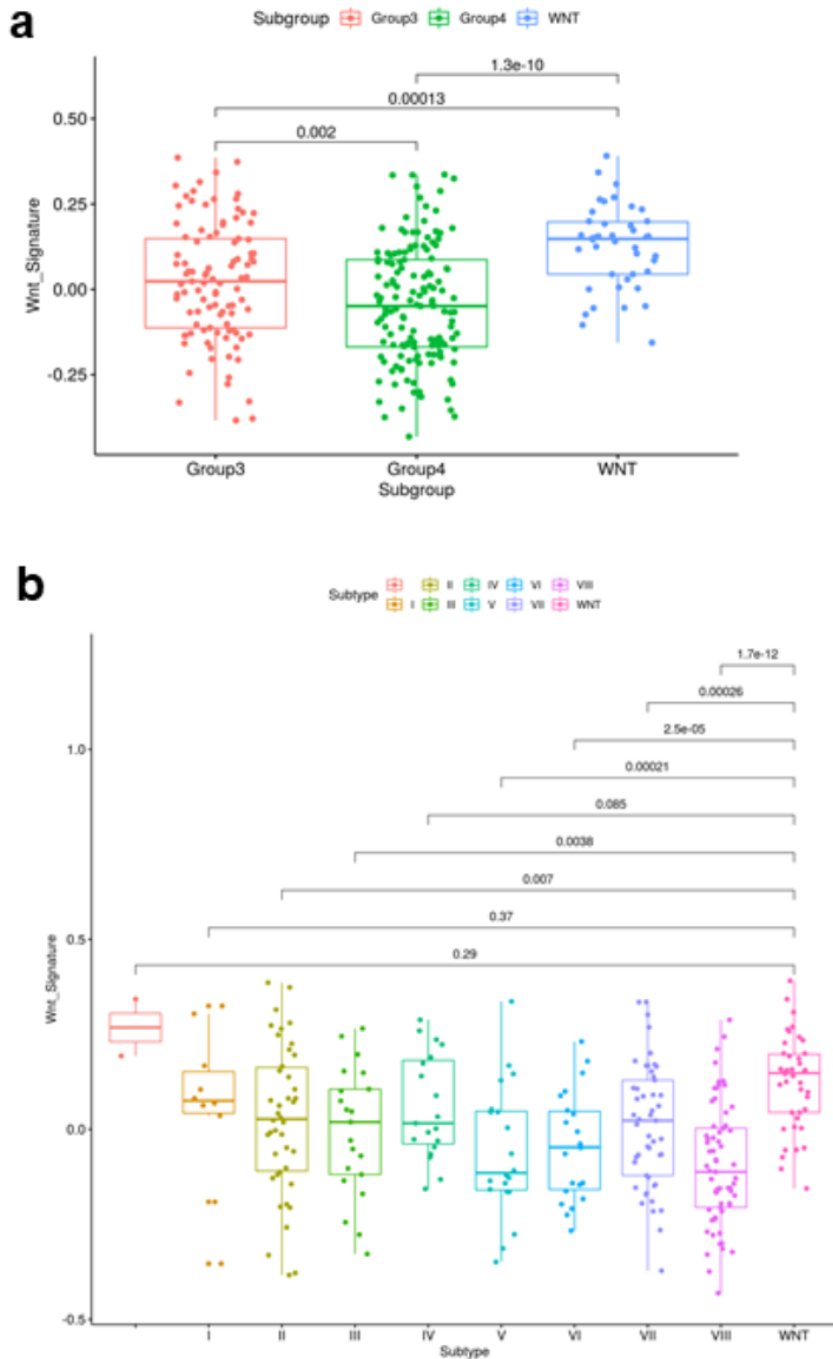 a
Subgroup Group3 Group4 WNT
1.3e-10
0.00013
0.002
0.50
0.25
0.00
-0.25
Wnt_Signature
Group3 Group4 WNT
Subgroup
b
Subtype II IV VI VIII
I III V VII WNT
1.7e-12
0.00026
2.5e-05
0.00021
0.085
0.0038
0.007
0.37
0.29
1.0
0.5
0.0
-0.5
Wnt_Signature
I II III IV V VI VII VIII WNT
Subtype